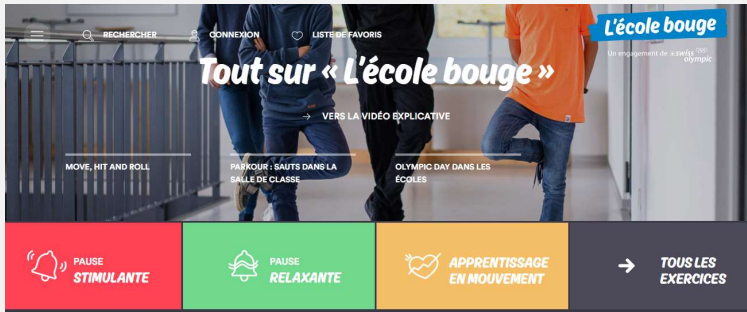 RECHERCHER
CONNEXION
LISTE DE FAVORIS
L'école bouge
Un engagement de swiss olympic
Tout sur « L'école bouge »
→ VERS LA VIDÉO EXPLICATIVE
MOVE, HIT AND ROLL
PARKOUR : SAUTS DANS LA
SALLE DE CLASSE
OLYMPIC DAY DANS LES
ÉCOLES
PAUSE
STIMULANTE
PAUSE
RELAXANTE
APPRENTISSAGE
EN MOUVEMENT
→ TOUS LES
EXERCICES